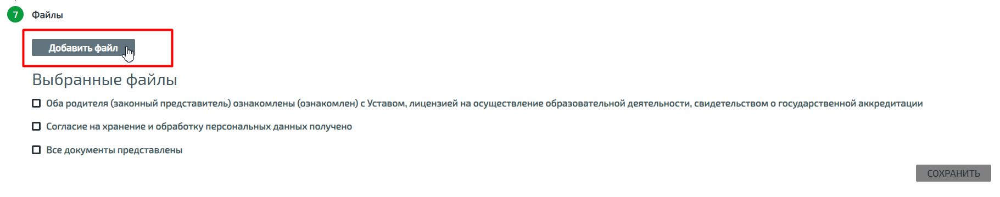 7 Файлы
Добавить файл
Выбранные файлы
Оба родителя (законный представитель) ознакомлены (ознакомлен) с Уставом, лицензией на осуществление образовательной деятельности, свидетельством о государственной аккредитации
Согласие на хранение и обработку персональных данных получено
Все документы представлены
СОХРАНИТЬ